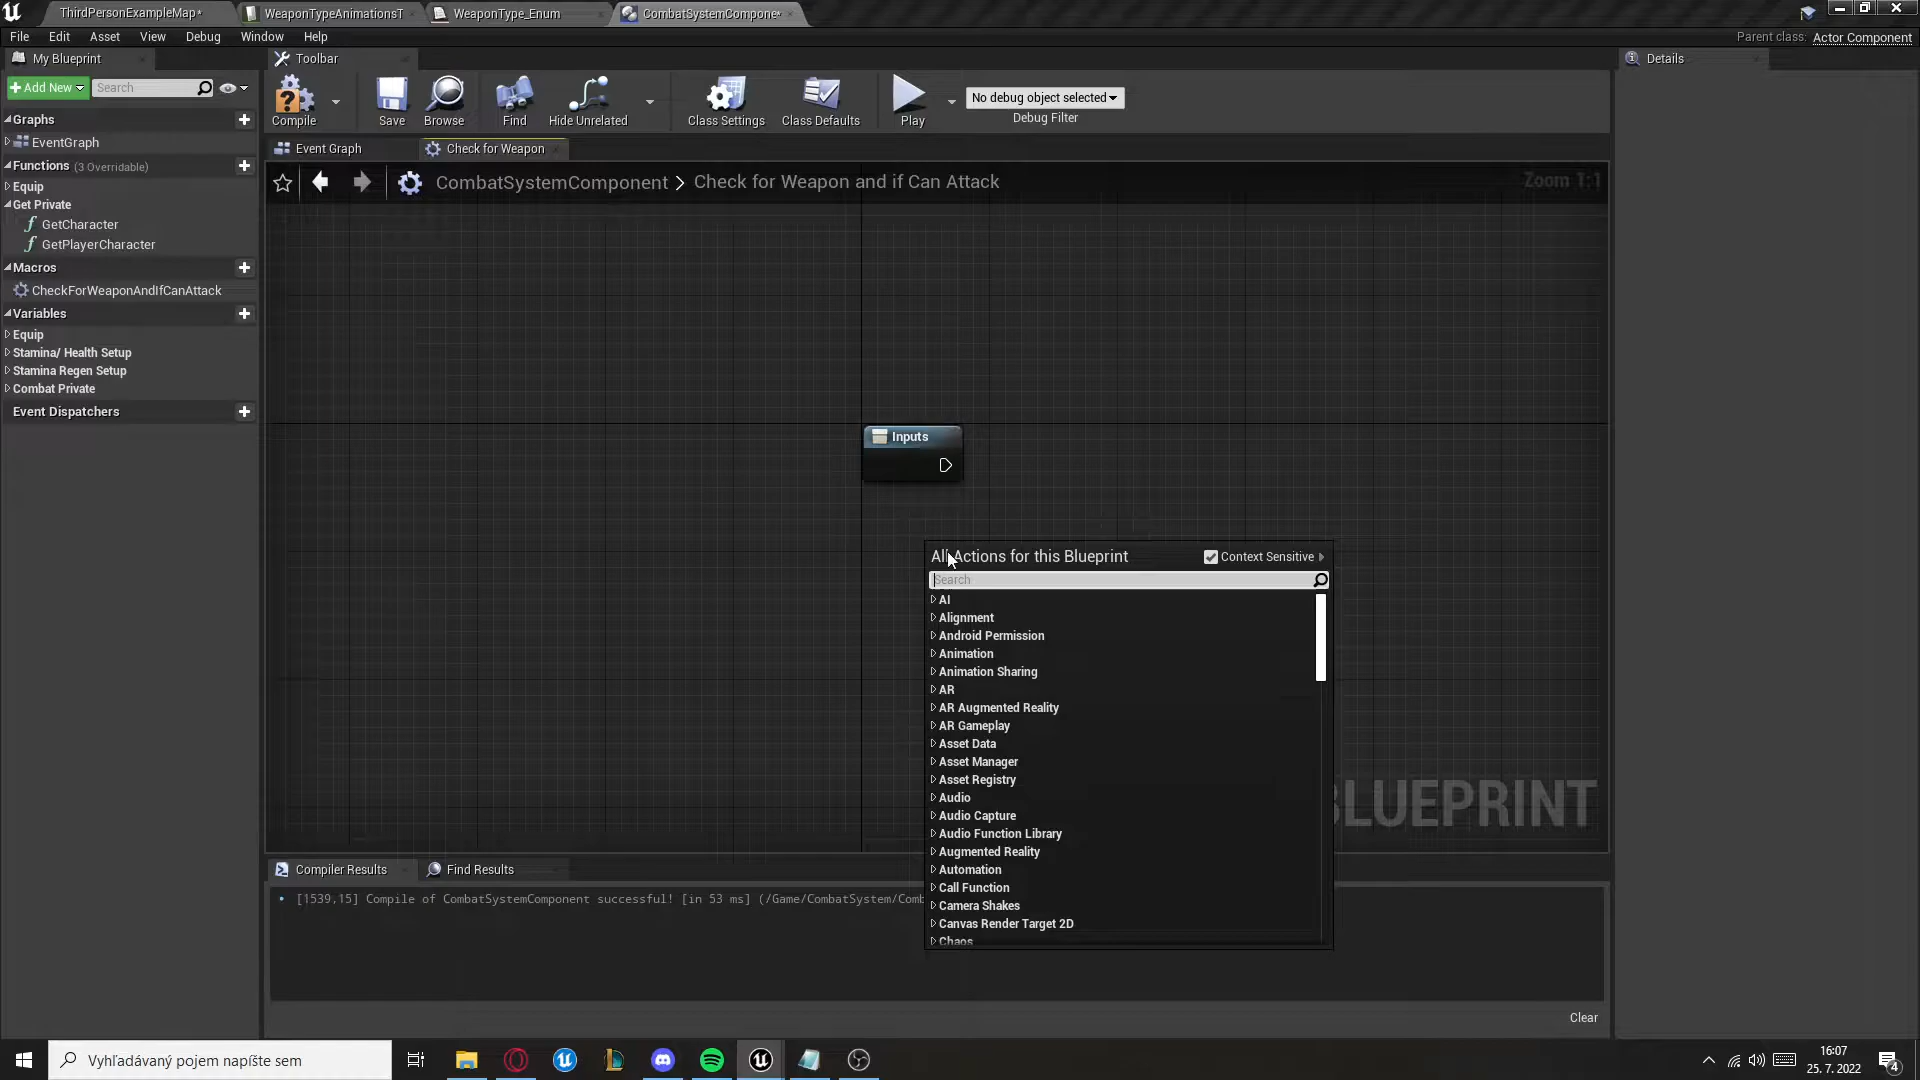 ThirdPersonExampleMap*
WeaponTypeAnimationsT
WeaponType_Enum
CombatSystemCompone*
File
Edit
Asset
View
Debug
Window
Help
Parent class:
Actor Component
My Blueprint
Toolbar
Details
Add New
Search
Compile
Save
Browse
Find
Hide Unrelated
Class Settings
Class Defaults
Play
No debug object selected
Debug Filter
Graphs
EventGraph
Functions (3 Overridable)
Equip
Get Private
GetCharacter
GetPlayerCharacter
Macros
CheckForWeaponAndIfCanAttack
Variables
Equip
Stamina/ Health Setup
Stamina Regen Setup
Combat Private
Event Dispatchers
Event Graph
Check for Weapon
CombatSystemComponent > Check for Weapon and if Can Attack
Zoom 1:1
Inputs
All Actions for this Blueprint
Context Sensitive
Search
AI
Alignment
Android Permission
Animation
Animation Sharing
AR
AR Augmented Reality
AR Gameplay
Asset Data
Asset Manager
Asset Registry
Audio
Audio Capture
Audio Function Library
Augmented Reality
Automation
Call Function
Camera Shakes
Canvas Render Target 2D
Chaos
BLUEPRINT
Compiler Results
Find Results
[1539,15] Compile of CombatSystemComponent successful! [in 53 ms] (/Game/CombatSystem/Comb
Clear
Vyhľadávaný pojem napíšte sem
16:07
25. 7. 2022
4